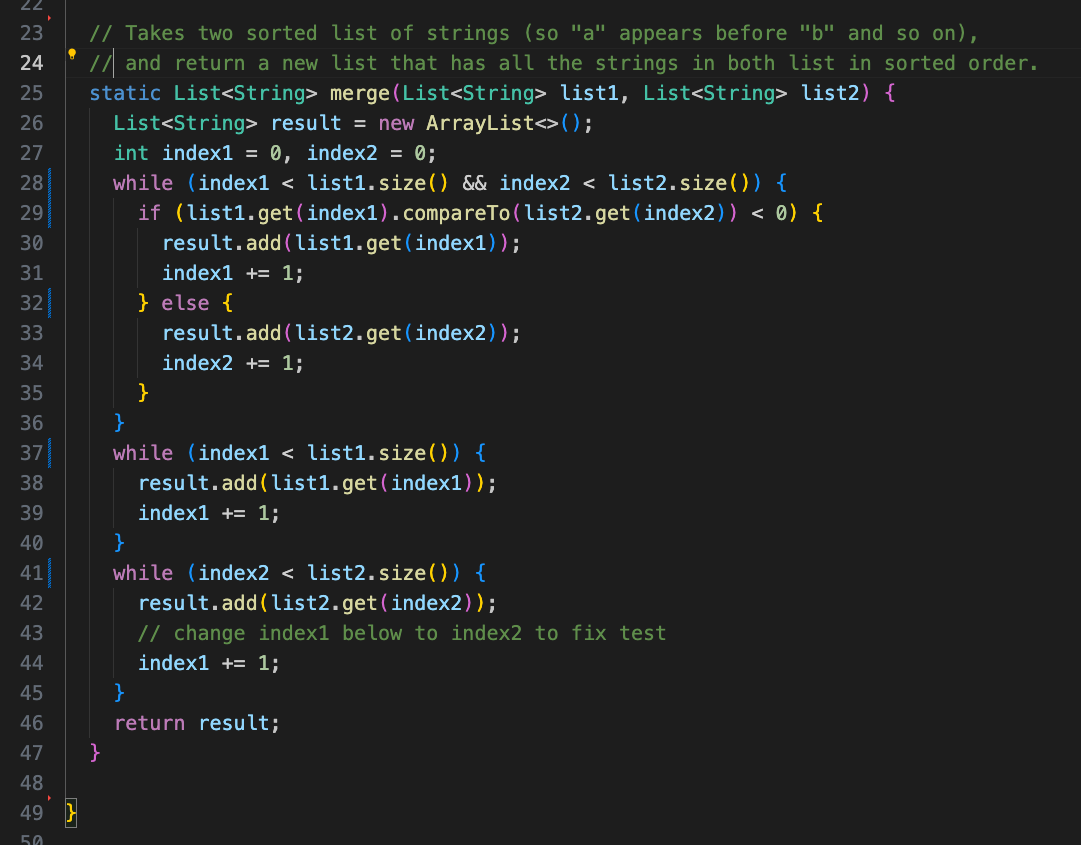 22
23 // Takes two sorted list of strings (so "a" appears before "b" and so on),
24 // and return a new list that has all the strings in both list in sorted order.
25 static List<String> merge(List<String> list1, List<String> list2) {
26 List<String> result = new ArrayList<>();
27 int index1 = 0, index2 = 0;
28 while (index1 < list1.size() && index2 < list2.size()) {
29 if (list1.get(index1).compareTo(list2.get(index2)) < 0) {
30 result.add(list1.get(index1));
31 index1 += 1;
32 } else {
33 result.add(list2.get(index2));
34 index2 += 1;
35 }
36 }
37 while (index1 < list1.size()) {
38 result.add(list1.get(index1));
39 index1 += 1;
40 }
41 while (index2 < list2.size()) {
42 result.add(list2.get(index2));
43 // change index1 below to index2 to fix test
44 index1 += 1;
45 }
46 return result;
47 }
48
49 }
50